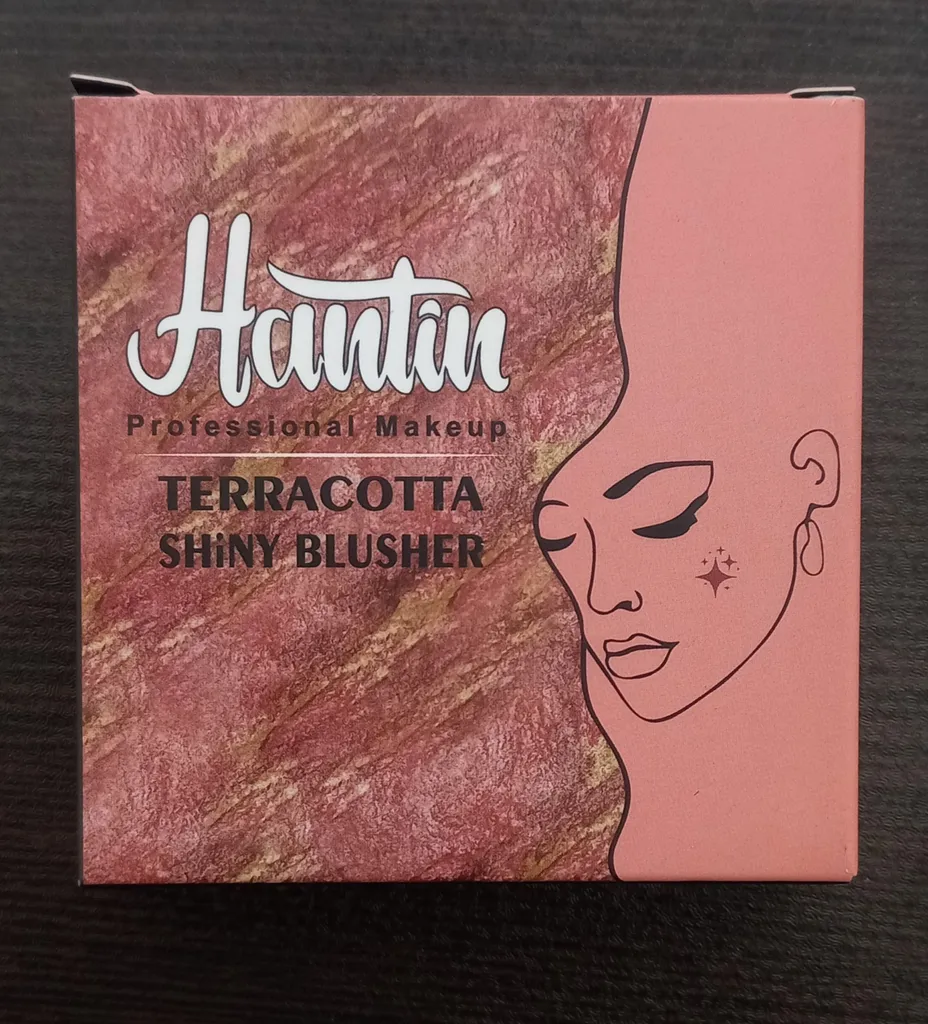 Hantin
Professional Makeup
TERRACOTTA
SHiNY BLUSHER